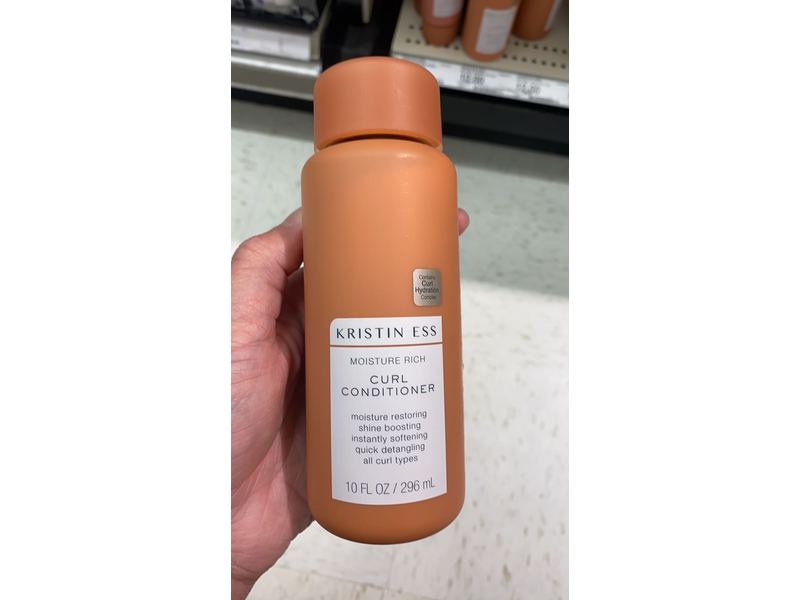 Contains
Curl
Hydration
Complex
KRISTIN ESS
MOISTURE RICH
CURL
CONDITIONER
moisture restoring
shine boosting
instantly softening
quick detangling
all curl types
10 FL OZ / 296 mL